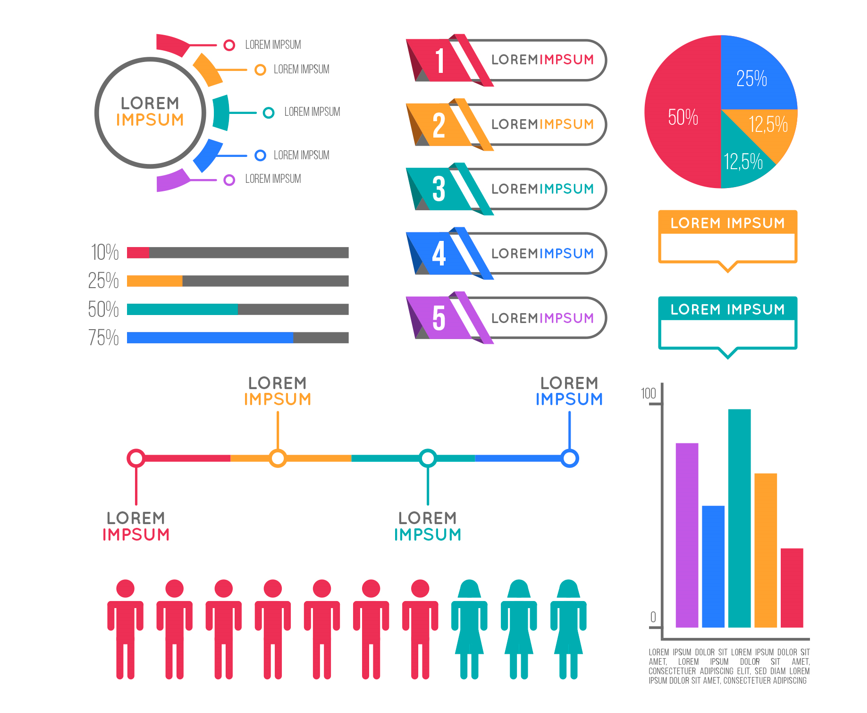 LOREM IMPSUM
LOREM IMPSUM
LOREM
IMPSUM
LOREM IMPSUM
LOREM IMPSUM
LOREM IMPSUM
1 LOREMIMPSUM
2 LOREMIMPSUM
3 LOREMIMPSUM
4 LOREMIMPSUM
5 LOREMIMPSUM
50%
25%
12,5%
12,5%
LOREM IMPSUM
LOREM IMPSUM
10%
25%
50%
75%
LOREM
IMPSUM
LOREM
IMPSUM
LOREM
IMPSUM
LOREM
IMPSUM
100
0
LOREM IPSUM DOLOR SIT LOREM IPSUM DOLOR SIT
AMET, LOREM IPSUM DOLOR SIT AMET,
CONSECTETUER ADIPISCING ELIT, SED DIAM LOREM
IPSUM DOLOR SIT AMET, CONSECTETUER ADIPISCING